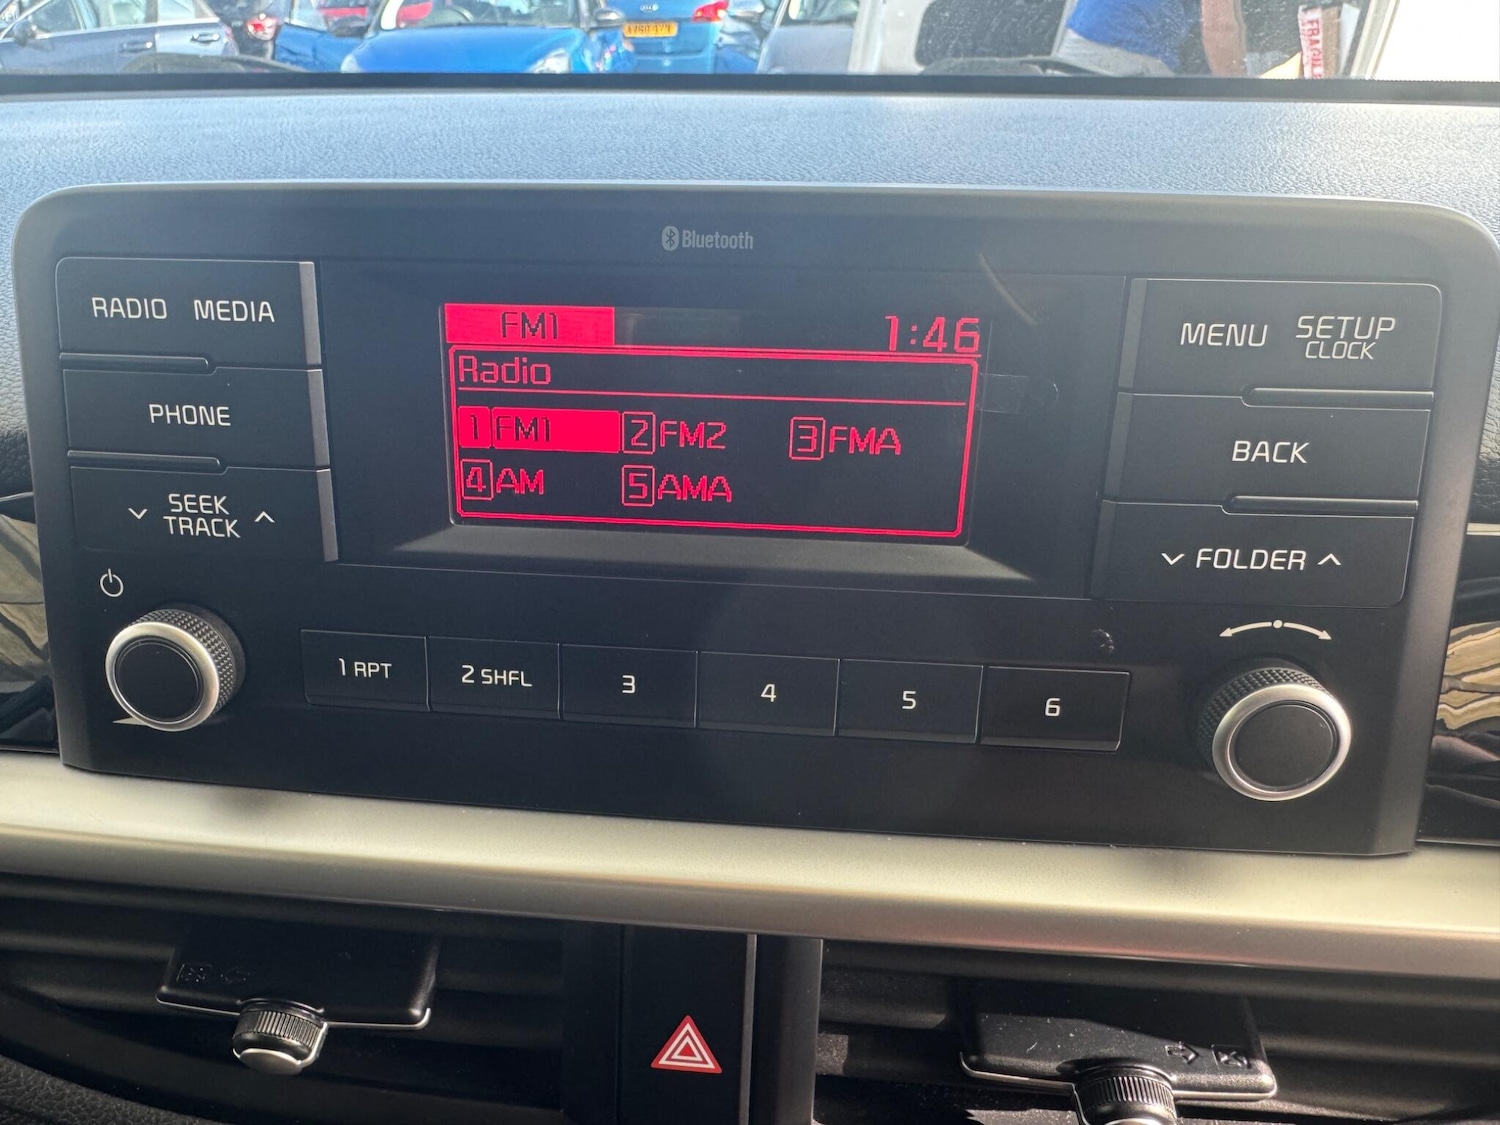 FRAGILE
Bluetooth
RADIO MEDIA
PHONE
SEEK
TRACK
FM1 1:46
Radio
1 FM1 2 FM2 3 FMA
4 AM 5 AMA
MENU SETUP
CLOCK
BACK
FOLDER
1 RPT 2 SHFL 3 4 5 6